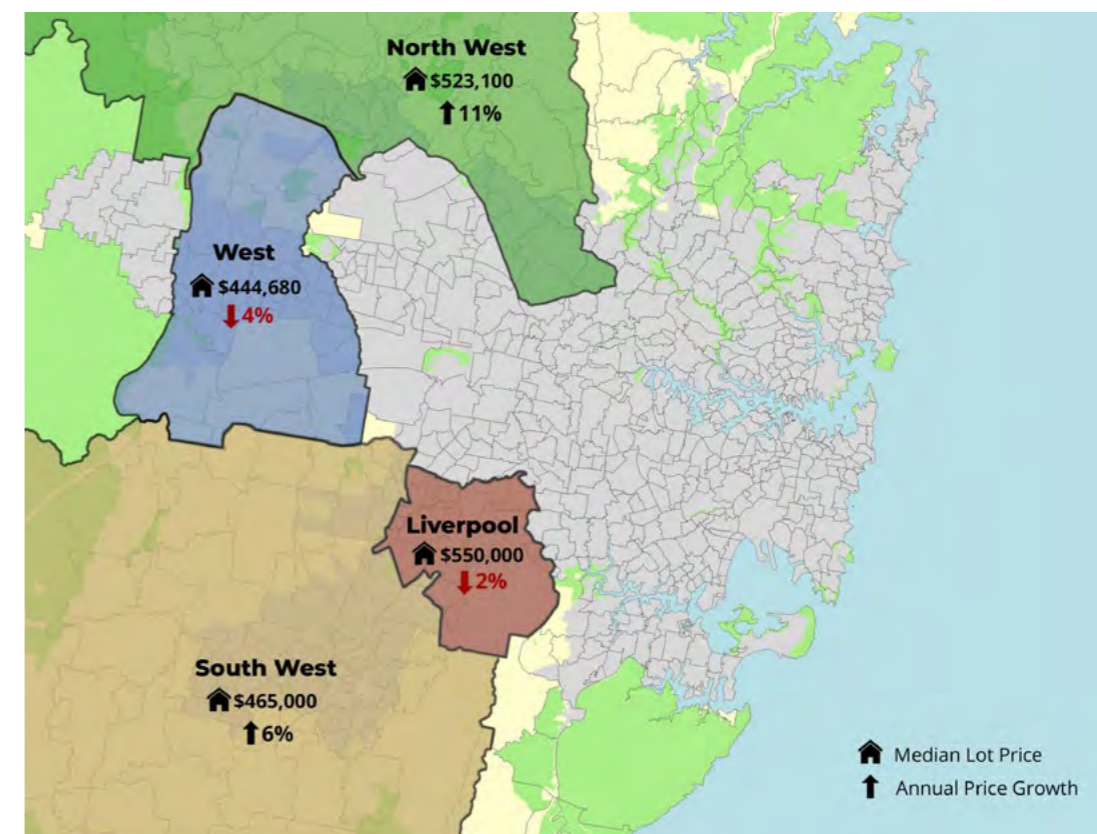 North West
$523,100
11%
West
$444,680
4%
Liverpool
$550,000
2%
South West
$465,000
6%
Median Lot Price
Annual Price Growth